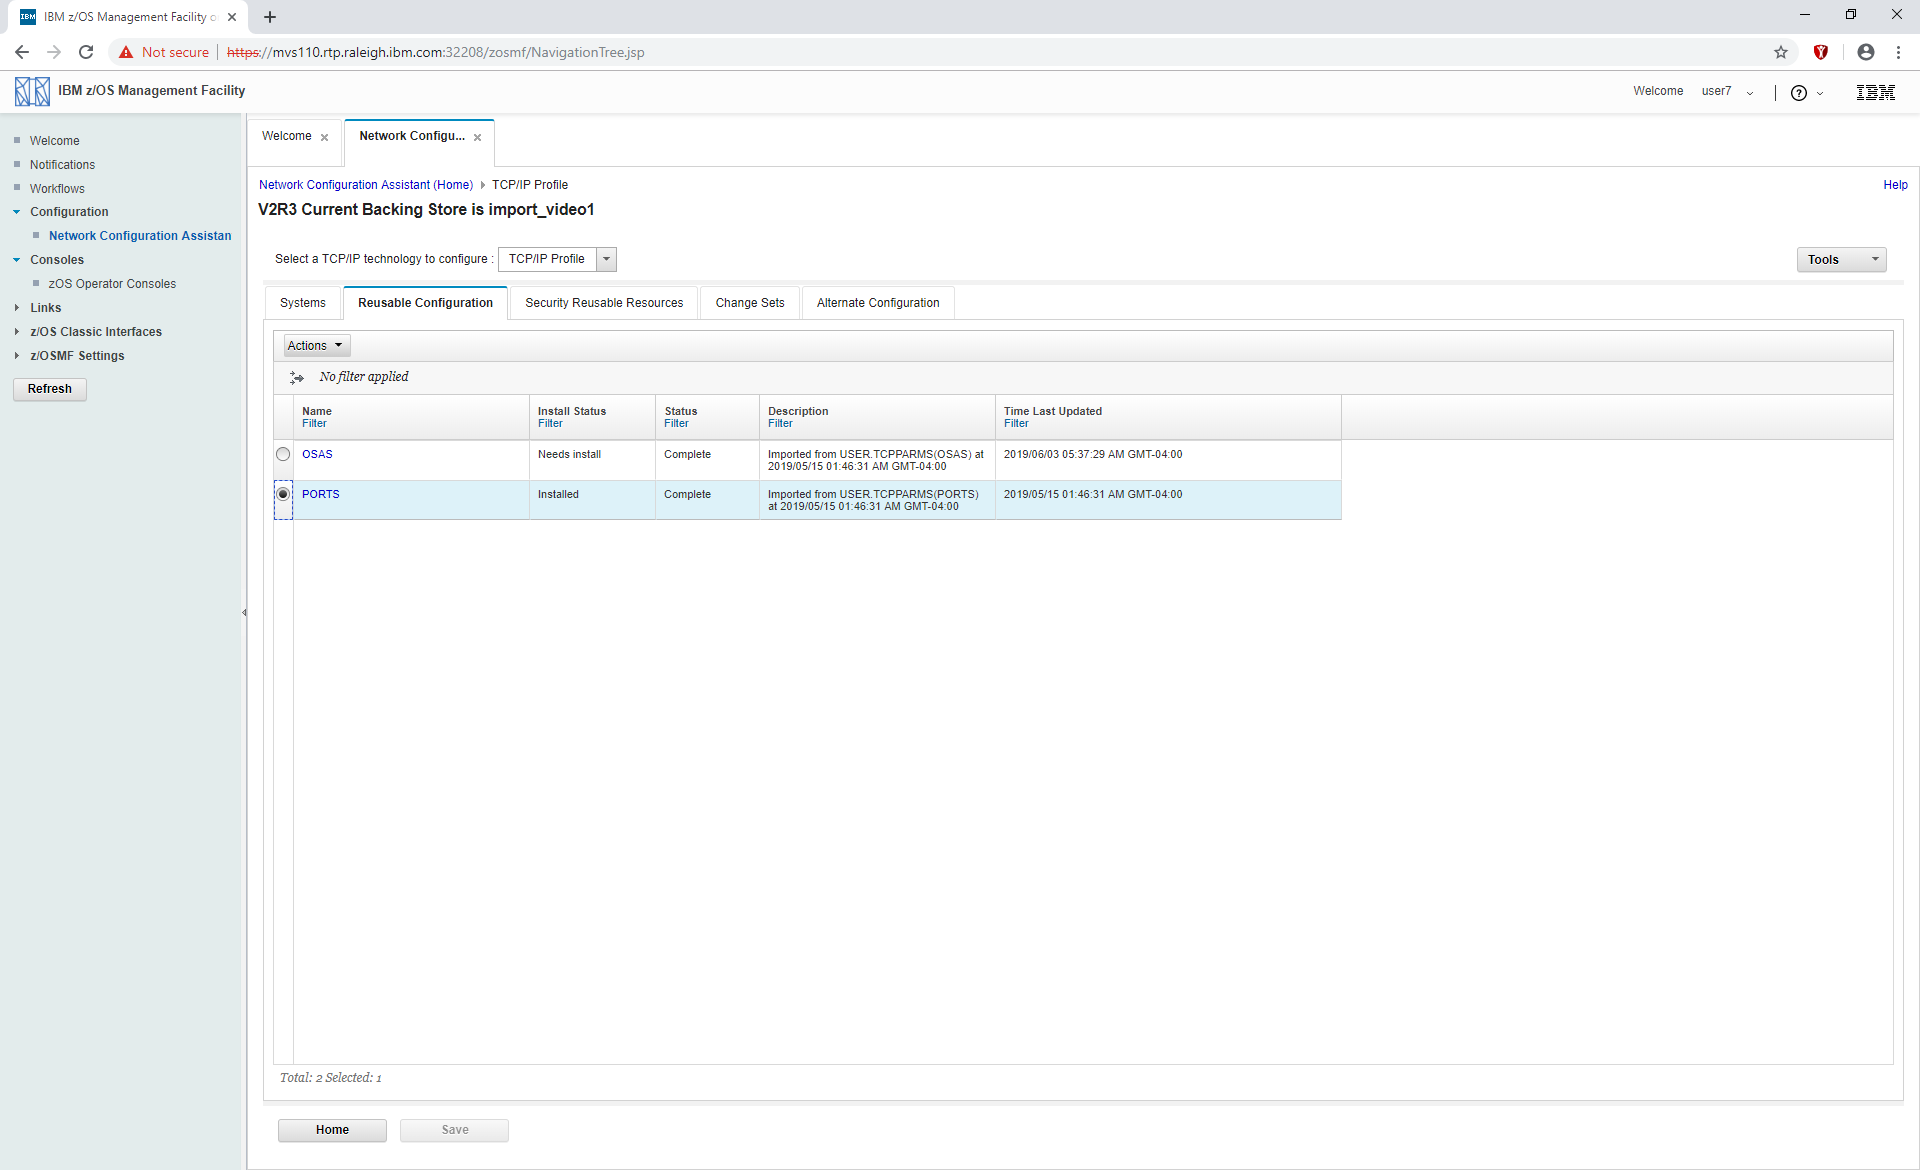 IBM z/OS Management Facility o
Not secure
https://mvs110.rtp.raleigh.ibm.com:32208/zosmf/NavigationTree.jsp
IBM z/OS Management Facility
Welcome user7
IBM
Welcome
Notifications
Workflows
Configuration
Network Configuration Assistan
Consoles
zOS Operator Consoles
Links
z/OS Classic Interfaces
z/OSMF Settings
Refresh
Welcome
Network Configu...
Network Configuration Assistant (Home) TCP/IP Profile
Help
V2R3 Current Backing Store is import_video1
Select a TCP/IP technology to configure : TCP/IP Profile
Tools
Systems
Reusable Configuration
Security Reusable Resources
Change Sets
Alternate Configuration
Actions
No filter applied
Name Install Status Status Description Time Last Updated
Filter Filter Filter Filter Filter
OSAS Needs install Complete Imported from USER.TCPPARMS(OSAS) at 2019/06/03 05:37:29 AM GMT-04:00
2019/05/15 01:46:31 AM GMT-04:00
PORTS Installed Complete Imported from USER.TCPPARMS(PORTS) 2019/05/15 01:46:31 AM GMT-04:00
at 2019/05/15 01:46:31 AM GMT-04:00
Total: 2 Selected: 1
Home
Save